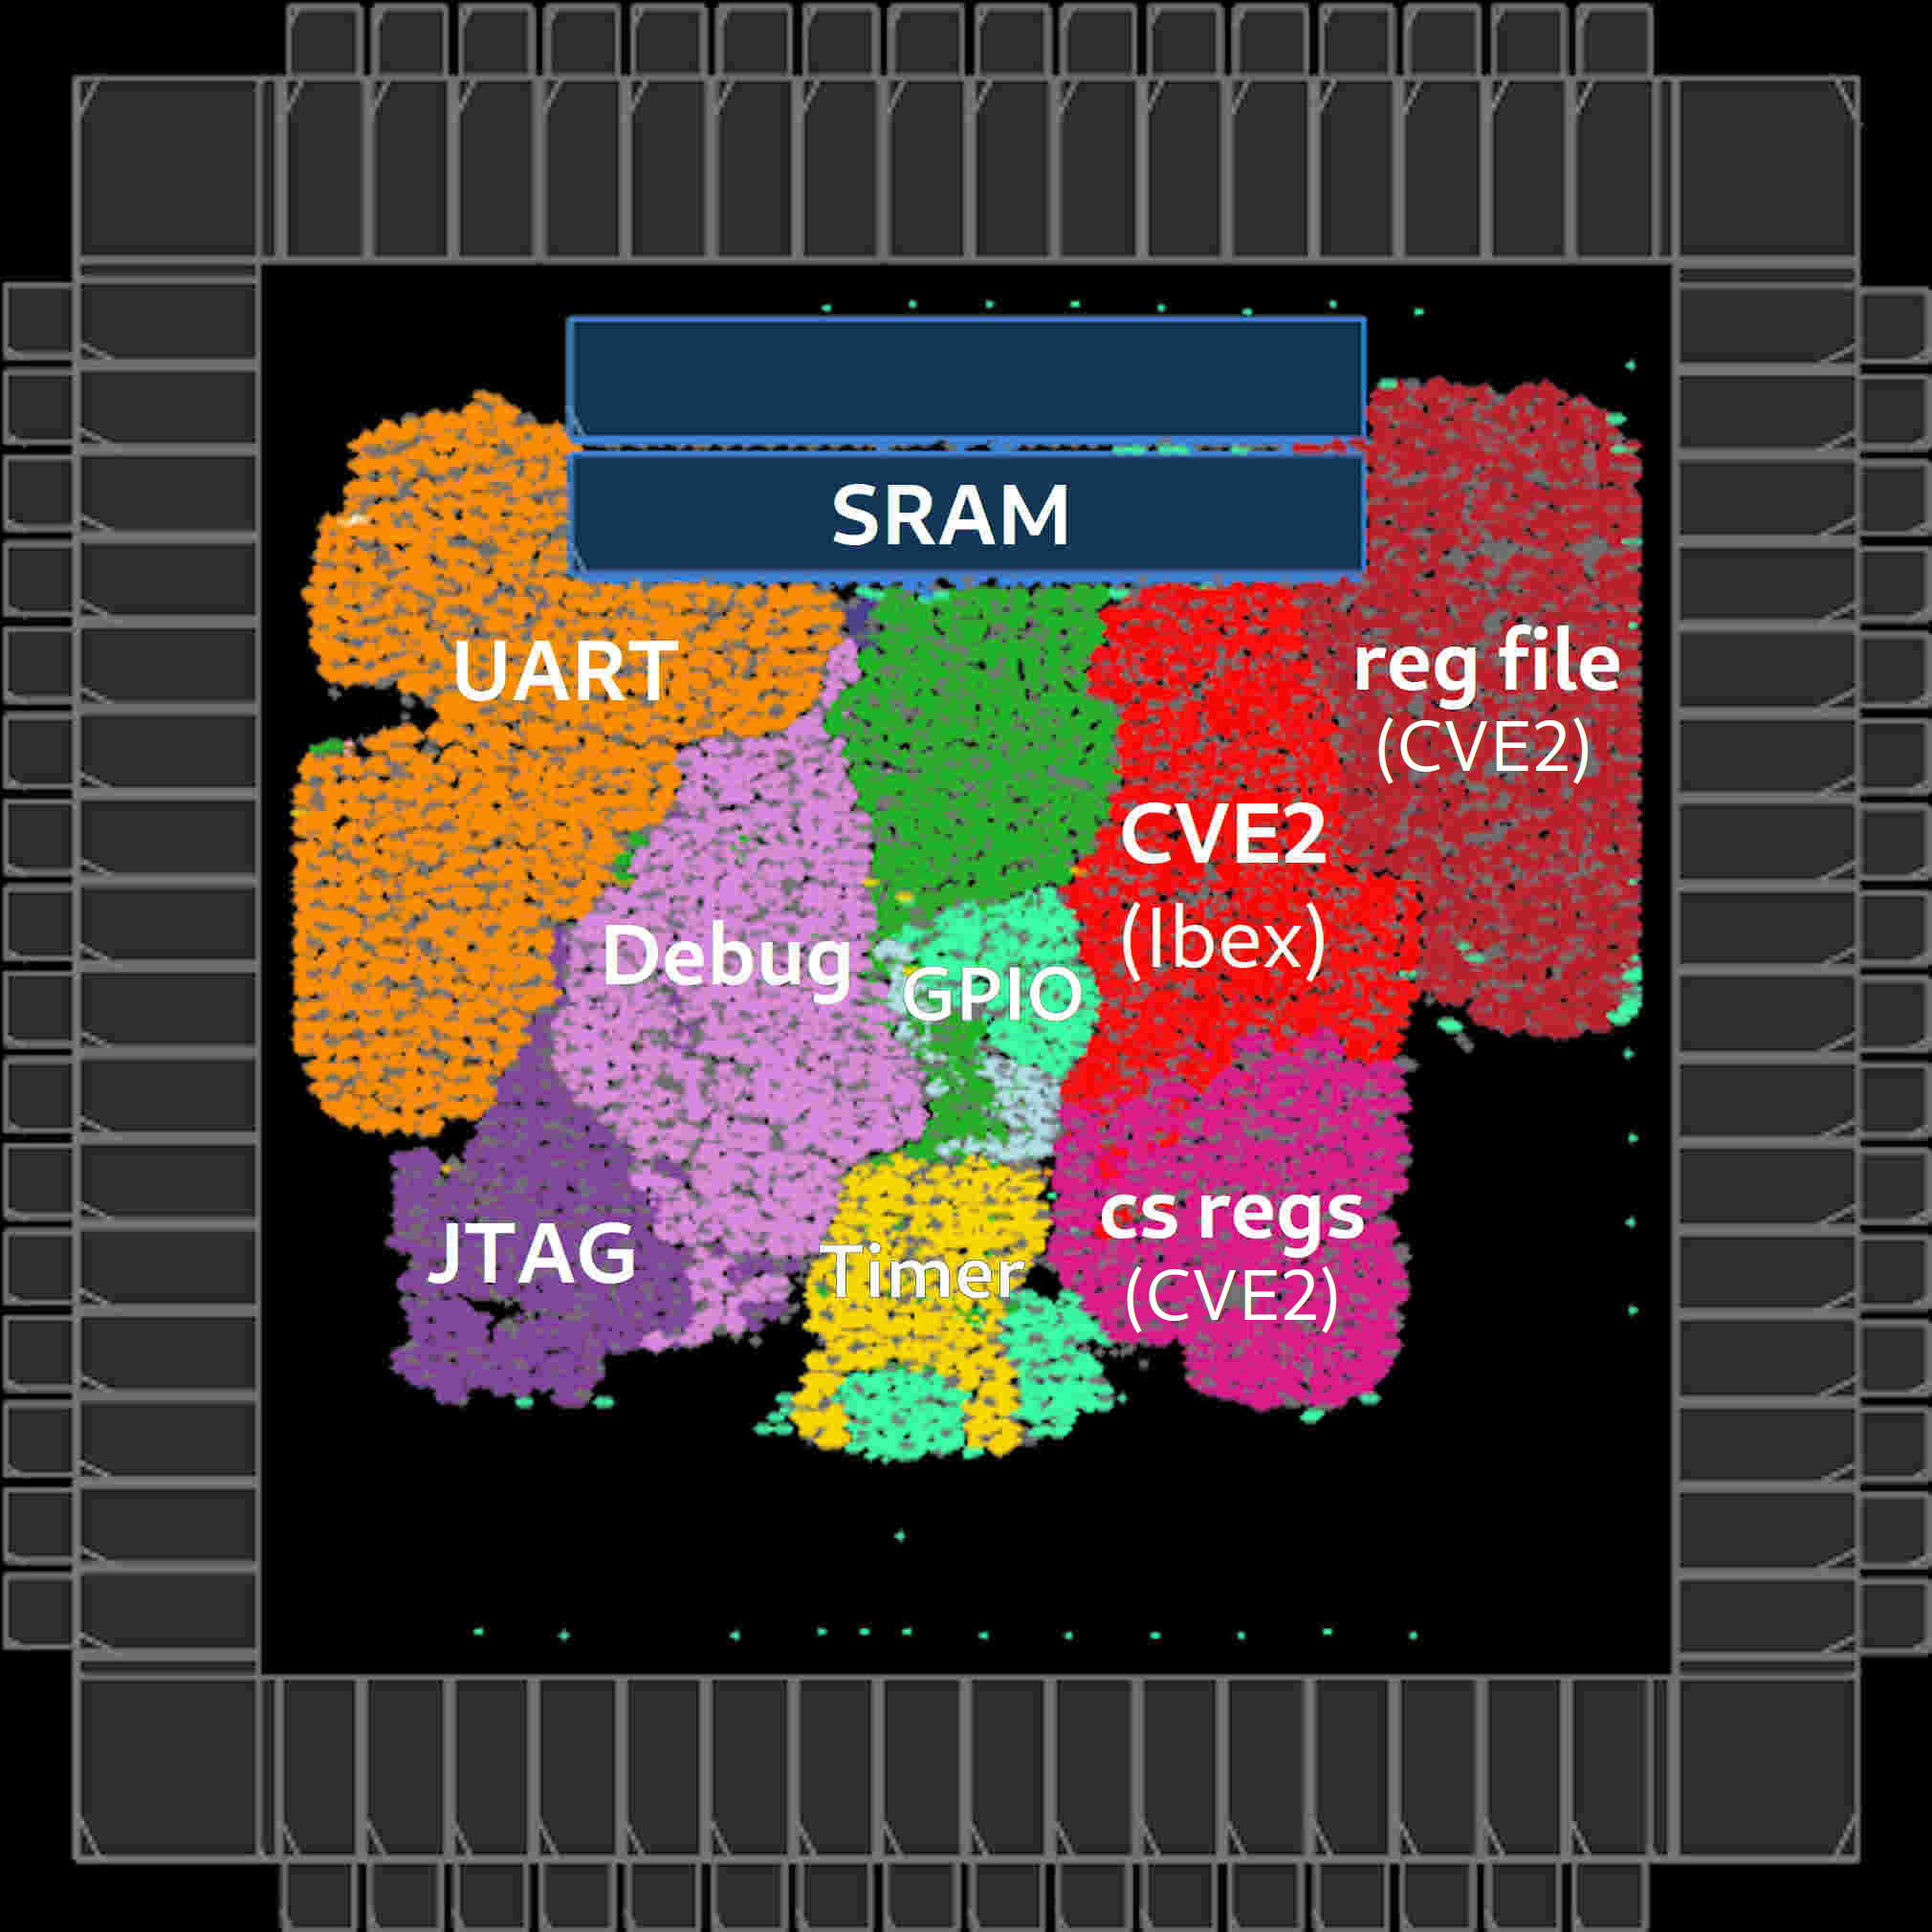 SRAM
UART
reg file
(CVE2)
CVE2
(Ibex)
Debug
GPIO
cs regs
(CVE2)
JTAG
Timer